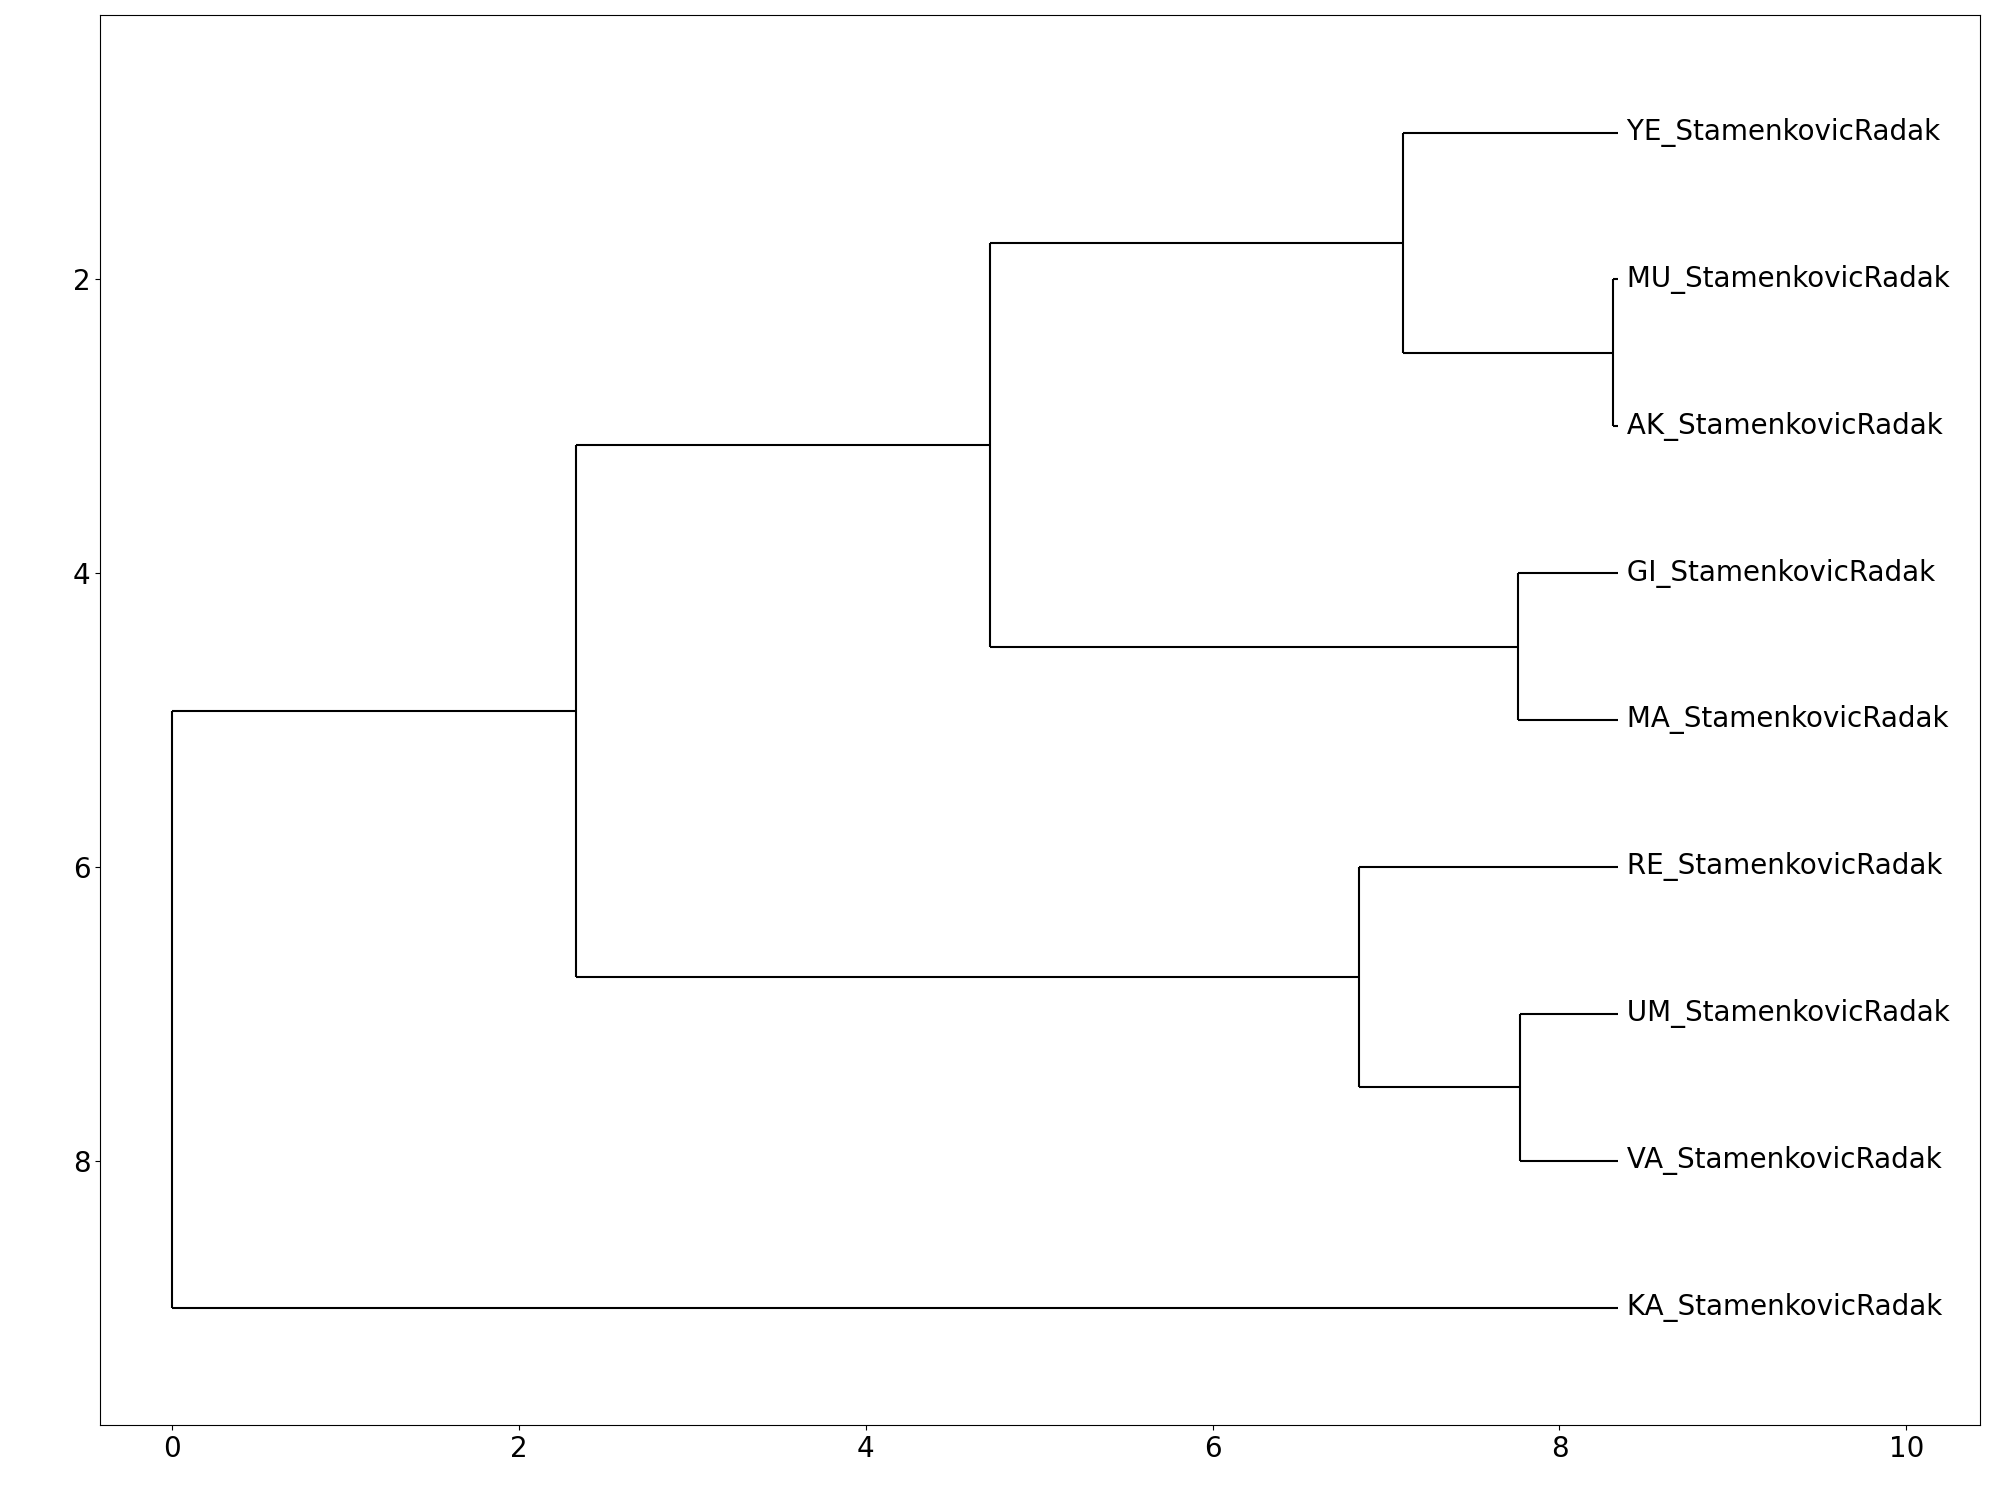 YE_StamenkovicRadak
2
MU_StamenkovicRadak
AK_StamenkovicRadak
4
GI_StamenkovicRadak
MA_StamenkovicRadak
6
RE_StamenkovicRadak
UM_StamenkovicRadak
8
VA_StamenkovicRadak
KA_StamenkovicRadak
0 2 4 6 8 10